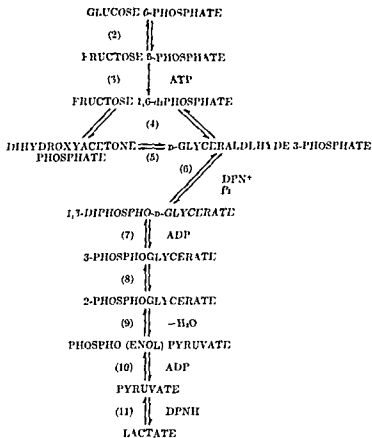 GLUCOSE 6-PHOSPHATE
(2)
FRUCTOSE 6-PHOSPHATE
(3) ATP
FRUCTOSE 1,6-diPHOSPHATE
(4)
DIHYDROXYACETONE D-GLYCERALDEHYDE 3-PHOSPHATE
PHOSPHATE (5)
(6)
DPN+
Pi
1,3-DIPHOSPHO-D-GLYCERATE
(7) ADP
3-PHOSPHOGLYCERATE
(8)
2-PHOSPHOGLYCERATE
(9) -H2O
PHOSPHO (ENOL) PYRUVATE
(10) ADP
PYRUVATE
(11) DPNH
LACTATE